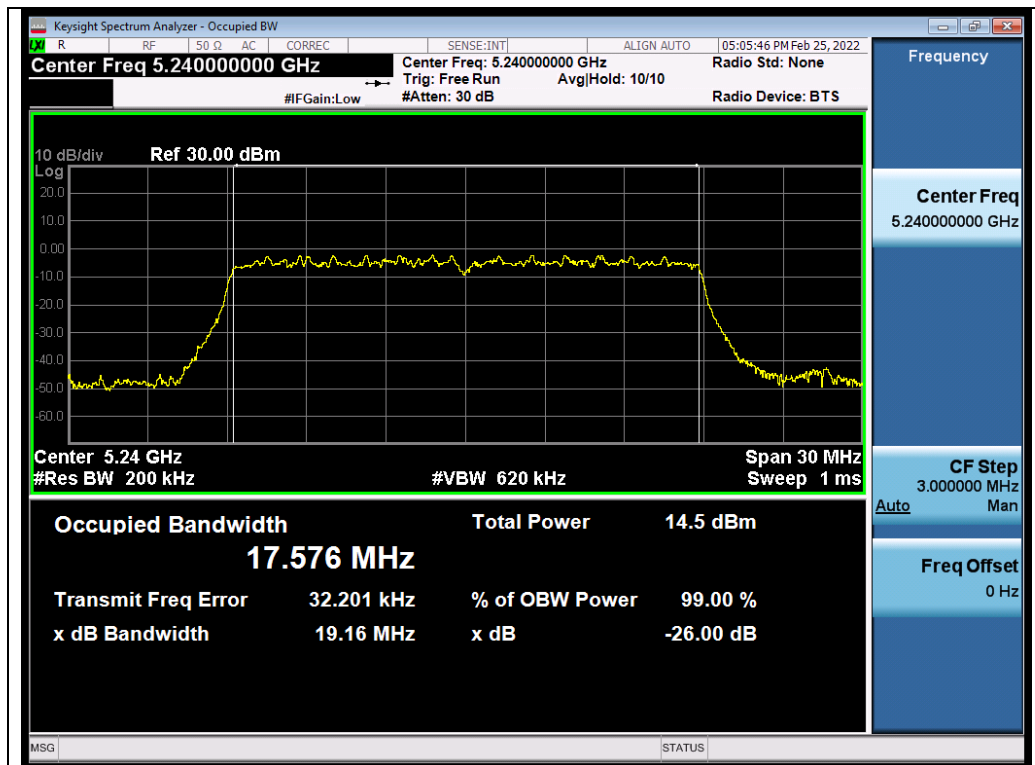 Keysight Spectrum Analyzer - Occupied BW
LXI R RF 50 Ω AC CORREC SENSE:INT ALIGN AUTO 05:05:46 PM Feb 25, 2022
Center Freq 5.240000000 GHz
Center Freq: 5.240000000 GHz
Radio Std: None
Trig: Free Run Avg|Hold: 10/10
#IFGain:Low
#Atten: 30 dB
Radio Device: BTS
10 dB/div Ref 30.00 dBm
Log
20.0
10.0
0.00
-10.0
-20.0
-30.0
-40.0
-50.0
-60.0
Center 5.24 GHz Span 30 MHz
#Res BW 200 kHz #VBW 620 kHz Sweep 1 ms
Occupied Bandwidth Total Power 14.5 dBm
17.576 MHz
Transmit Freq Error 32.201 kHz % of OBW Power 99.00 %
x dB Bandwidth 19.16 MHz x dB -26.00 dB
MSG STATUS
Frequency
Center Freq
5.240000000 GHz
CF Step
3.000000 MHz
Auto Man
Freq Offset
0 Hz